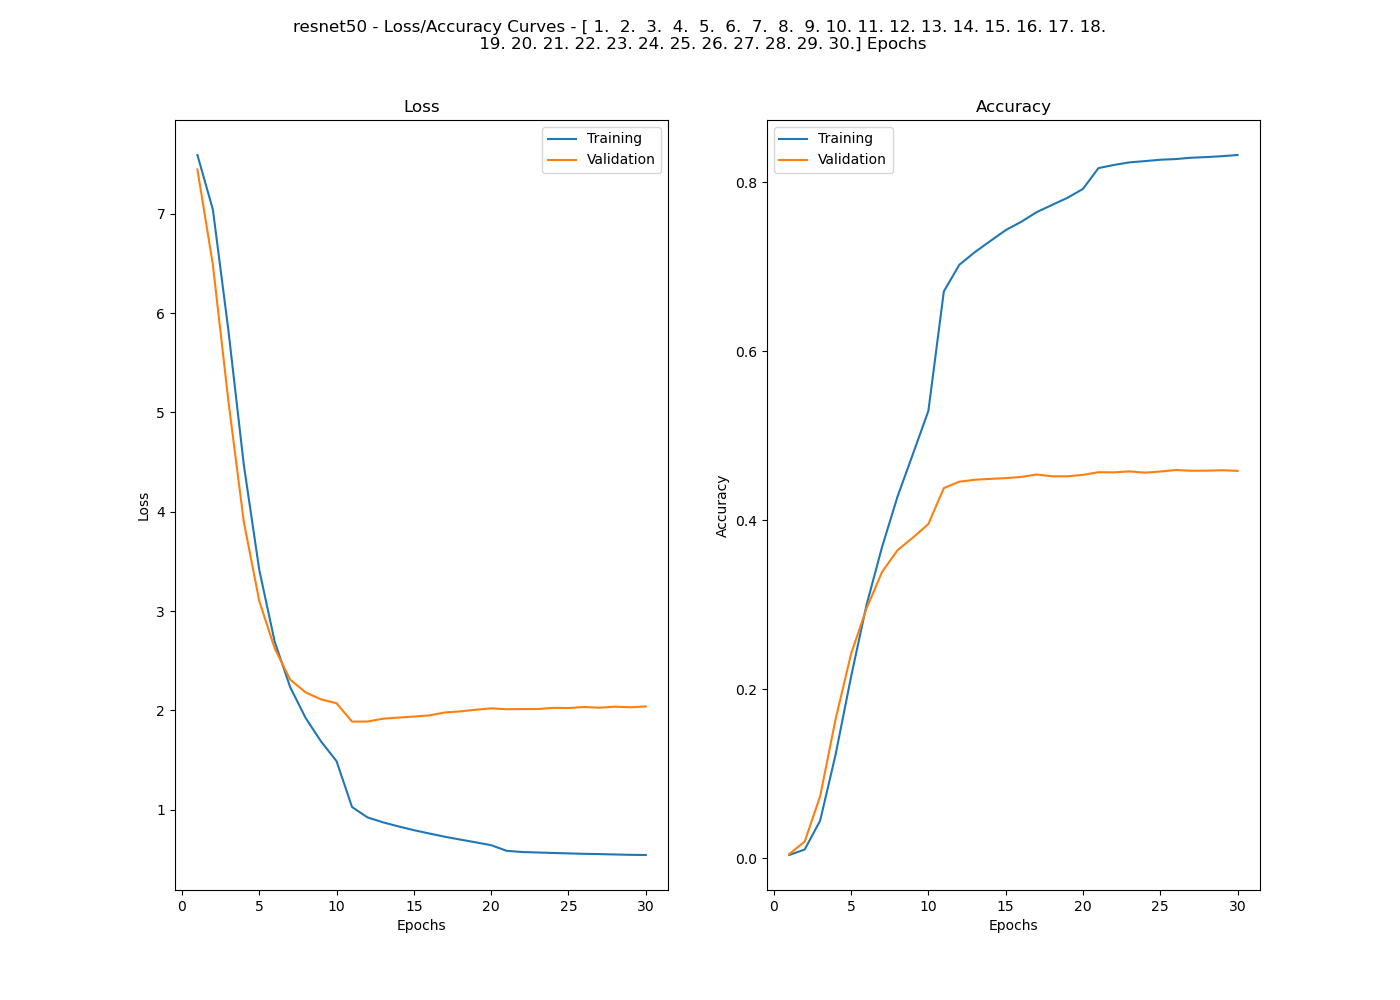 resnet50 - Loss/Accuracy Curves - [ 1.  2.  3.  4.  5.  6.  7.  8.  9. 10. 11. 12. 13. 14. 15. 16. 17. 18.
19. 20. 21. 22. 23. 24. 25. 26. 27. 28. 29. 30.] Epochs
Loss
Training
Validation
7
6
5
4
3
2
1
Loss
0 5 10 15 20 25 30
Epochs
Accuracy
Training
Validation
0.8
0.6
0.4
0.2
0.0
Accuracy
0 5 10 15 20 25 30
Epochs